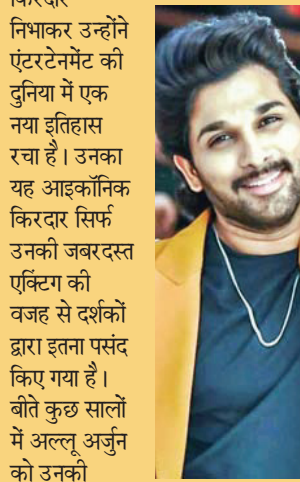 किरदार
निभाकर उन्होंने
एंटरटेनमेंट की
दुनिया में एक
नया इतिहास
रचा है। उनका
यह आइकॉनिक
किरदार सिर्फ
उनकी जबरदस्त
एक्टिंग की
वजह से दर्शकों
द्वारा इतना पसंद
किए गया है।
बीते कुछ सालों
में अल्लू अर्जुन
को उनकी